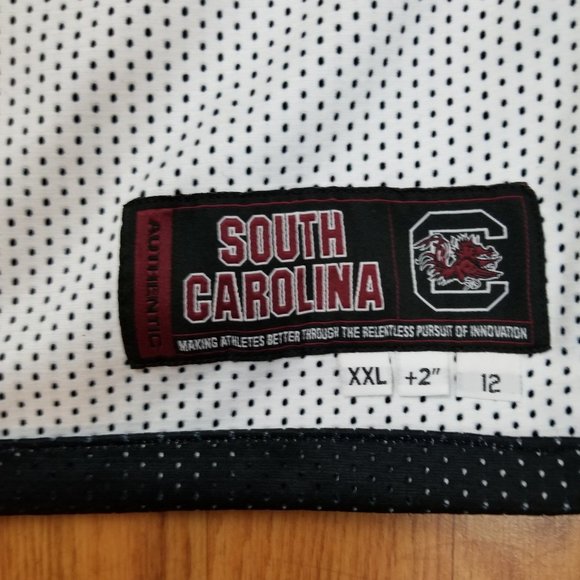 AUTHENTIC
SOUTH
CAROLINA
C
MAKING ATHLETES BETTER THROUGH THE RELENTLESS PURSUIT OF INNOVATION
XXL +2" 12